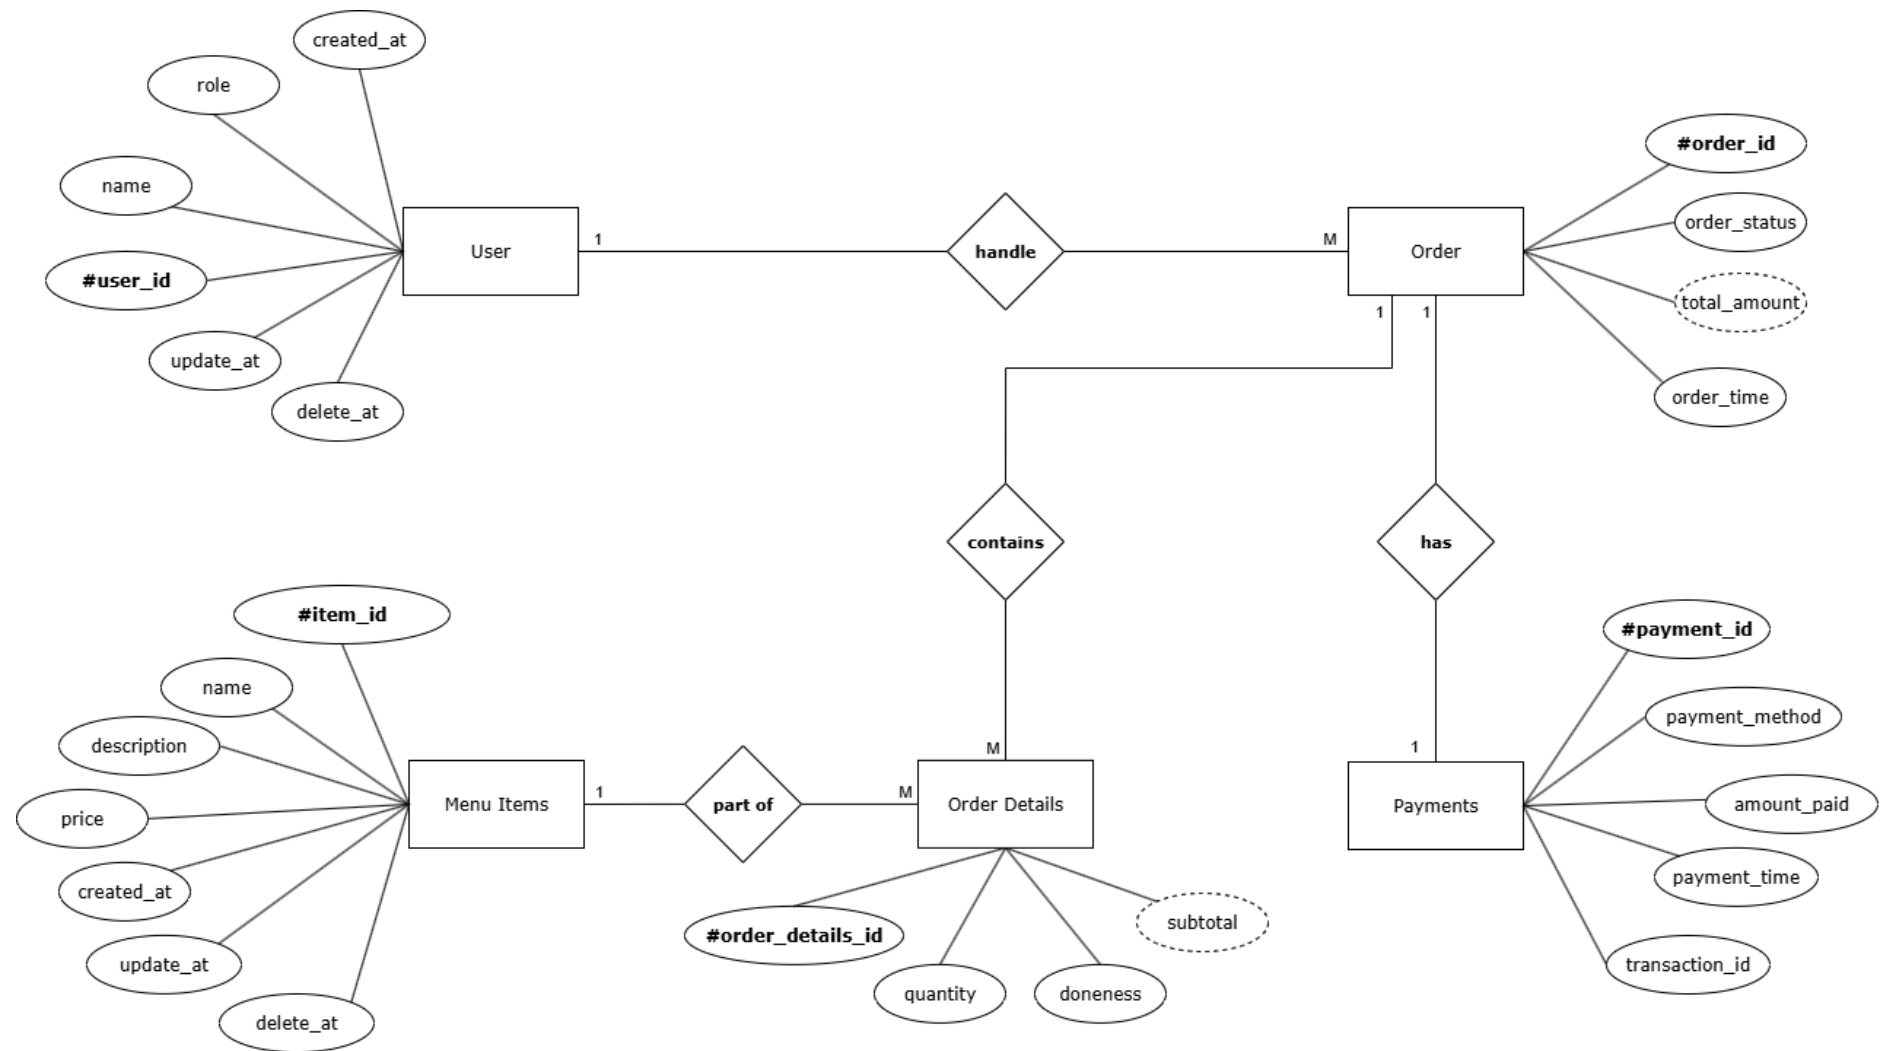 created_at
role
name
#user_id
update_at
delete_at
User
1
handle
M
Order
#order_id
order_status
total_amount
order_time
1
1
contains
has
M
1
#item_id
name
description
price
created_at
update_at
delete_at
Menu Items
1
part of
M
Order Details
#order_details_id
quantity
doneness
subtotal
Payments
#payment_id
payment_method
amount_paid
payment_time
transaction_id